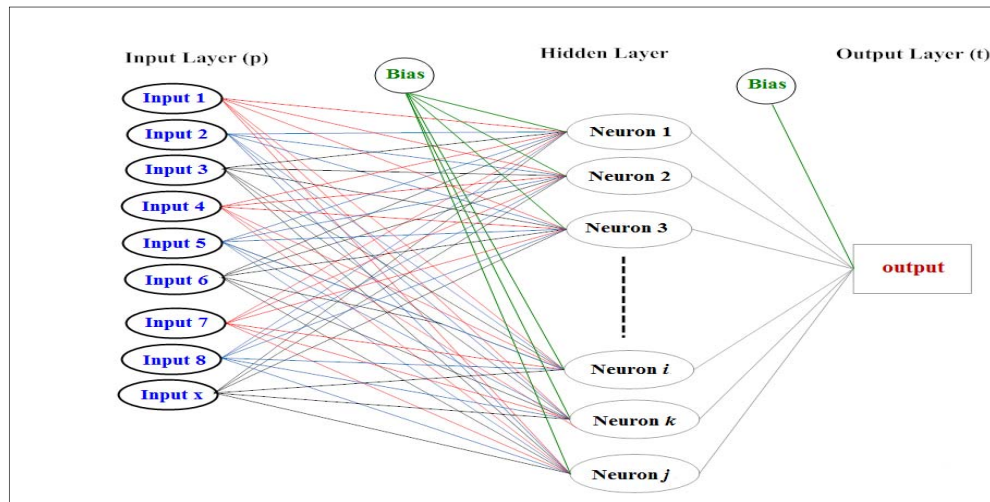 Input Layer (p)
Input 1
Input 2
Input 3
Input 4
Input 5
Input 6
Input 7
Input 8
Input x
Bias
Hidden Layer
Neuron 1
Neuron 2
Neuron 3
Neuron i
Neuron k
Neuron j
Output Layer (t)
Bias
output